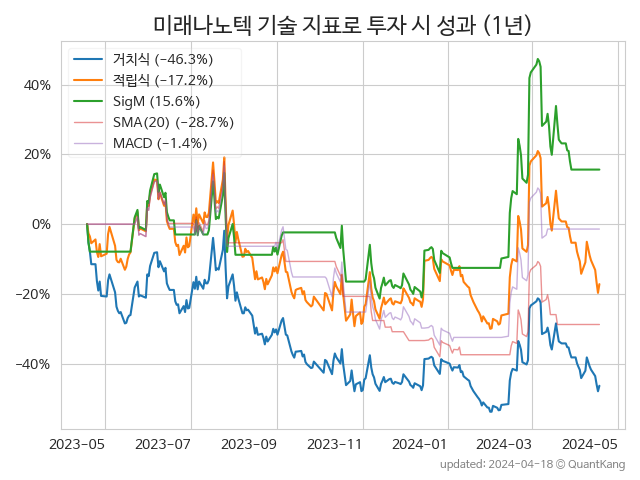 미래나노텍 기술 지표로 투자 시 성과 (1년)
거치식 (−46.3%)
적립식 (−17.2%)
SigM (15.6%)
SMA(20) (−28.7%)
MACD (−1.4%)
40%
20%
0%
−20%
−40%
2023-05 2023-07 2023-09 2023-11 2024-01 2024-03 2024-05
updated: 2024-04-18 © QuantKang